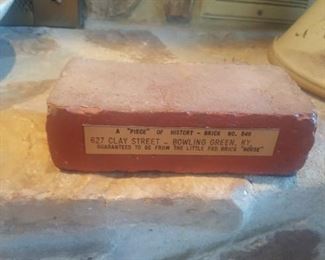 A "PIECE" OF HISTORY - BRICK NO. 840
627 CLAY STREET - BOWLING GREEN, KY.
GUARANTEED TO BE FROM THE LITTLE RED BRICK "HOUSE"